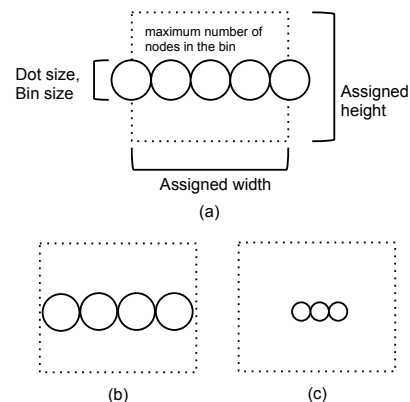 maximum number of
nodes in the bin
Dot size,
Bin size
Assigned
height
Assigned width
(a)
(b)
(c)